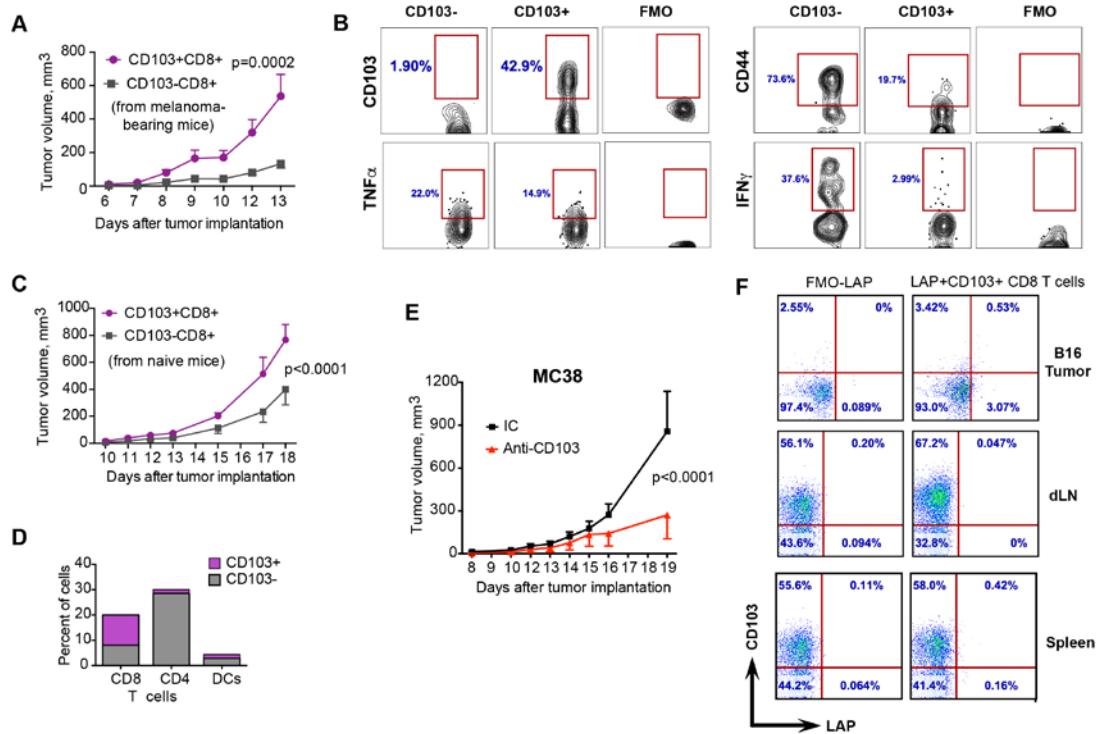 A
CD103+CD8+
CD103-CD8+
(from melanoma-
bearing mice)
p=0.0002
Tumor volume, mm3
800
600
400
200
0
6 7 8 9 10 12 13
Days after tumor implantation
B
CD103- CD103+ FMO
CD103
1.90% 42.9%
TNFα
22.0% 14.9%
CD103- CD103+ FMO
CD44
73.6% 19.7%
IFNγ
37.6% 2.99%
C
CD103+CD8+
CD103-CD8+
(from naive mice)
p<0.0001
Tumor volume, mm3
1000
800
600
400
200
0
10 11 12 13 14 15 16 17 18
Days after tumor implantation
D
CD103+
CD103-
Percent of cells
40
30
20
10
0
CD8 CD4 DCs
T cells
E
MC38
IC
Anti-CD103
p<0.0001
Tumor volume, mm3
1200
900
600
300
0
8 9 10 11 12 13 14 15 16 17 18 19
Days after tumor implantation
F
FMO-LAP LAP+CD103+ CD8 T cells
2.55% 0% 3.42% 0.53%
B16
Tumor
97.4% 0.089% 93.0% 3.07%
56.1% 0.20% 67.2% 0.047%
dLN
43.6% 0.094% 32.8% 0%
55.6% 0.11% 58.0% 0.42%
Spleen
44.2% 0.064% 41.4% 0.16%
CD103
LAP